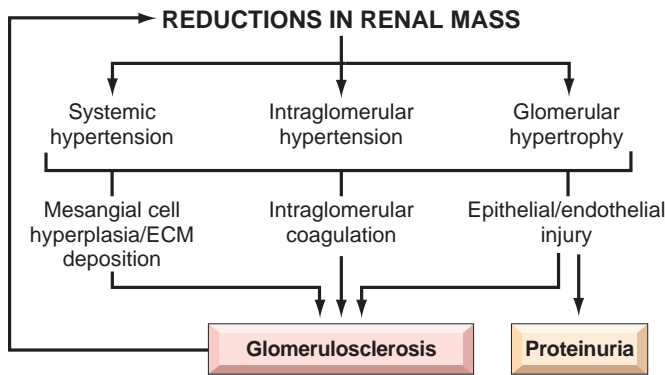 REDUCTIONS IN RENAL MASS
Systemic
hypertension
Intraglomerular
hypertension
Glomerular
hypertrophy
Mesangial cell
hyperplasia/ECM
deposition
Intraglomerular
coagulation
Epithelial/endothelial
injury
Glomerulosclerosis
Proteinuria